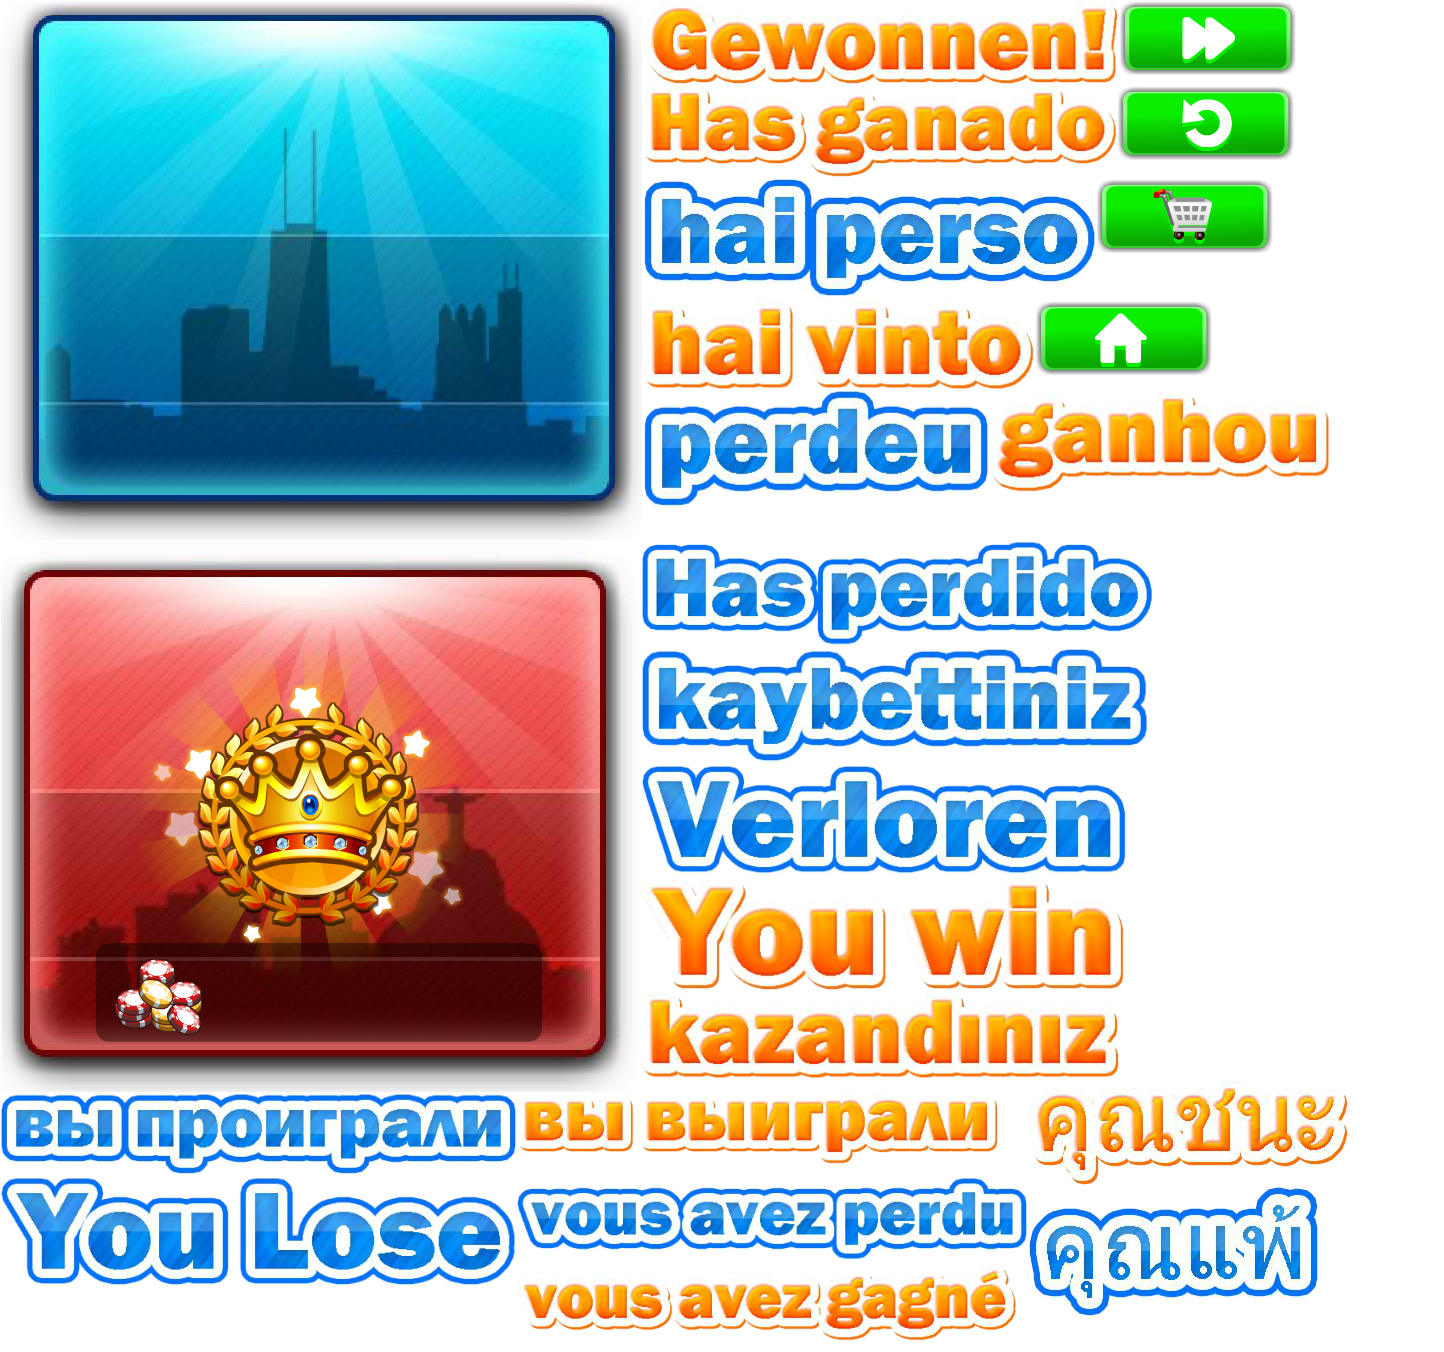 Gewonnen!
Has ganado
hai perso
hai vinto
perdeu
ganhou
Has perdido
kaybettiniz
Verloren
You win
kazandınız
вы проиграли
вы выиграли
คุณชนะ
You Lose
vous avez perdu
คุณแพ้
vous avez gagné